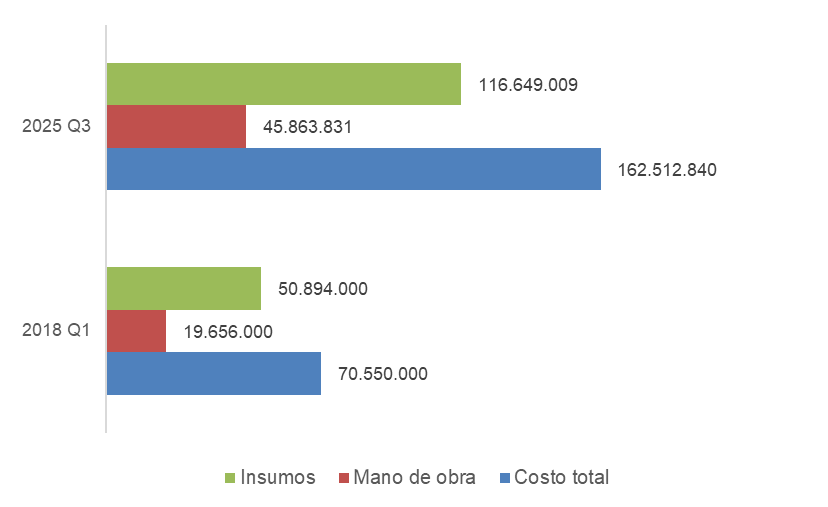 116.649.009
2025 Q3
45.863.831
162.512.840
50.894.000
2018 Q1
19.656.000
70.550.000
Insumos
Mano de obra
Costo total